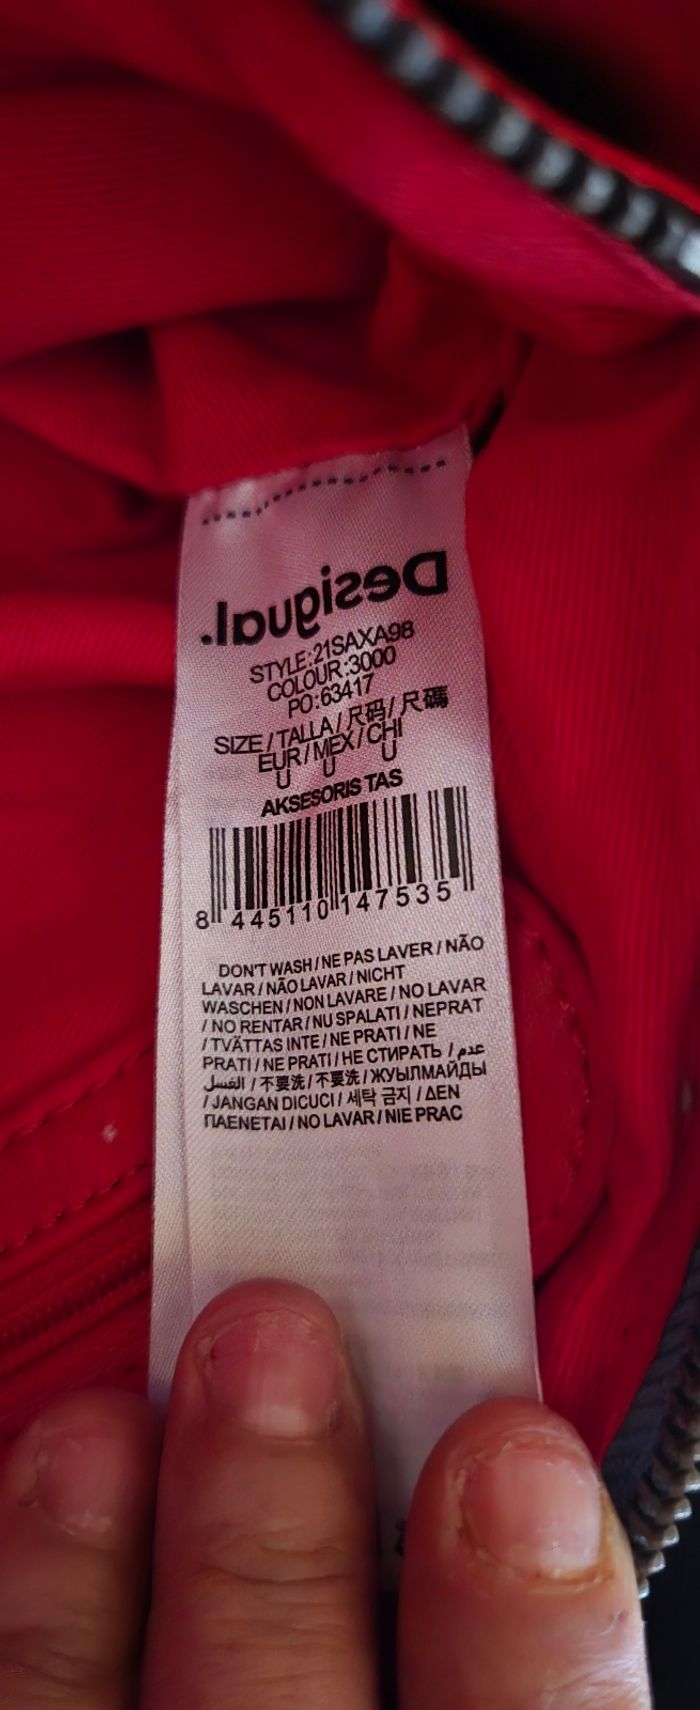 Desigual.
STYLE:21SAXA98
COLOUR:3000
PO:63417
SIZE / TALLA / 尺码 / 尺碼
EUR / MEX / CHI
U U U
AKSESORIS TAS
8 445110 147535
DON'T WASH / NE PAS LAVER / NÃO
LAVAR / NÃO LAVAR / NICHT
WASCHEN / NON LAVARE / NO LAVAR
/ NO RENTAR / NU SPALATI / NEPRAT
/ TVÄTTAS INTE / NE PRATI / NE
PRATI / NE PRATI / НЕ СТИРАТЬ / عدم
الغسل / 不要洗 / 不要洗 / ЖУЫЛМАЙДЫ
/ JANGAN DICUCI / 세탁 금지 / ΔΕΝ
ΠΛΕΝΕΤΑΙ / NO LAVAR / NIE PRAC